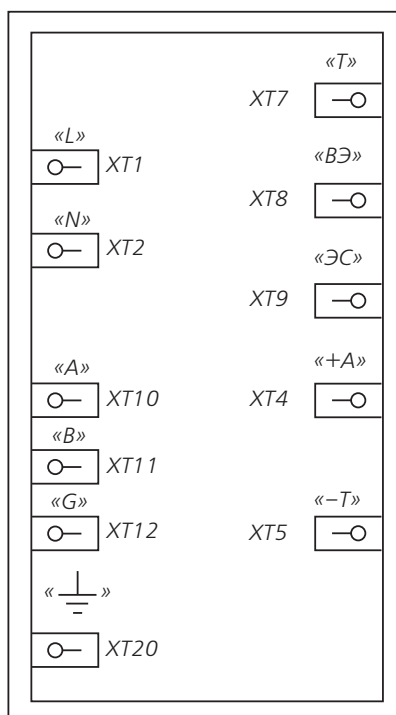 «T»
XT7
«L»
XT1
«ВЭ»
XT8
«N»
XT2
«ЭС»
XT9
«A»
XT10
«+A»
XT4
«B»
XT11
«G»
XT12
«–T»
XT5
« »
XT20